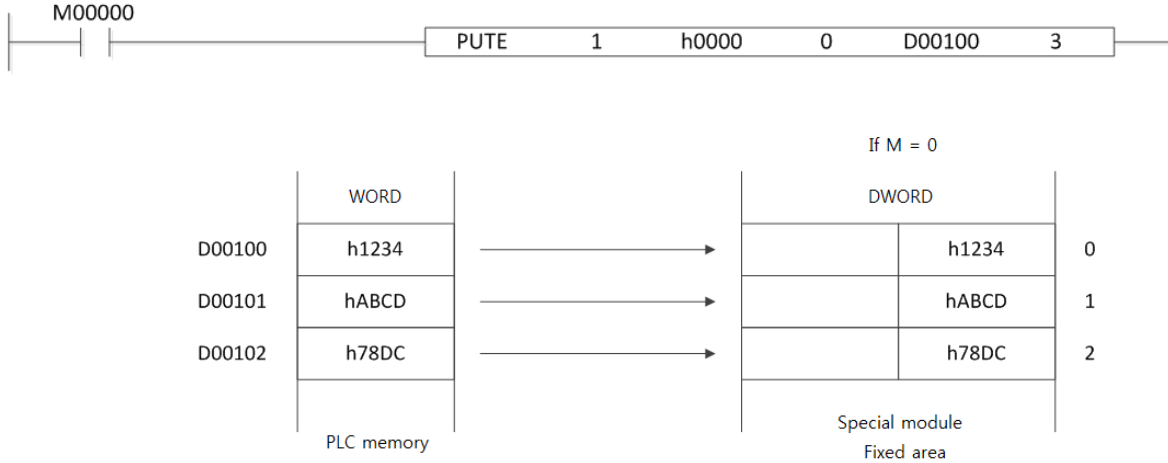 M00000
PUTE 1 h0000 0 D00100 3
If M = 0
WORD DWORD
D00100 h1234 h1234 0
D00101 hABCD hABCD 1
D00102 h78DC h78DC 2
PLC memory
Special module
Fixed area